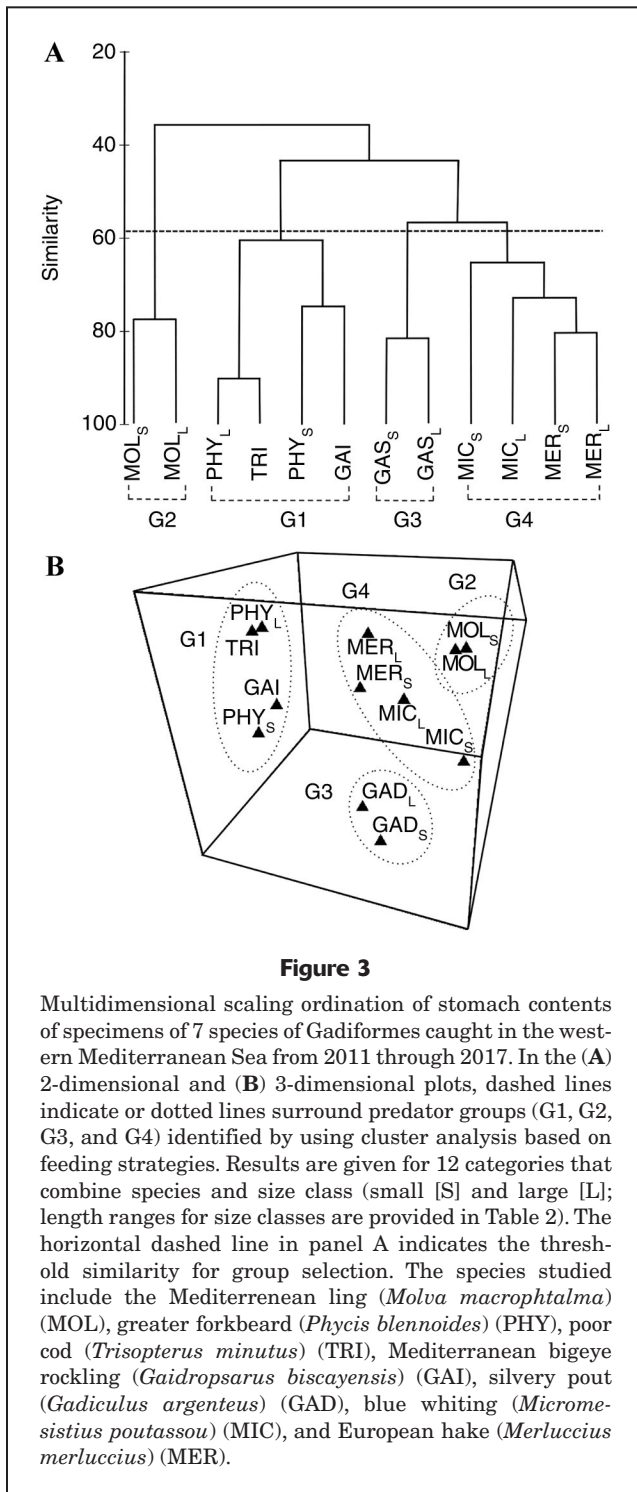 A
20
40
60
80
100
Similarity
MOLS
MOLL
PHYL
TRI
PHYS
GAI
GASS
GASL
MICS
MICL
MERS
MERL
G2 G1 G3 G4
B
G1
PHYL
TRI
GAI
PHYS
G4
MERL
MERS
MICL
MICS
G2
MOLS
MOLL
G3
GADL
GADS
Figure 3
Multidimensional scaling ordination of stomach contents
of specimens of 7 species of Gadiformes caught in the west-
ern Mediterranean Sea from 2011 through 2017. In the (A)
2-dimensional and (B) 3-dimensional plots, dashed lines
indicate or dotted lines surround predator groups (G1, G2,
G3, and G4) identified by using cluster analysis based on
feeding strategies. Results are given for 12 categories that
combine species and size class (small [S] and large [L];
length ranges for size classes are provided in Table 2). The
horizontal dashed line in panel A indicates the thresh-
old similarity for group selection. The species studied
include the Mediterrenean ling (Molva macrophtalma)
(MOL), greater forkbeard (Phycis blennoides) (PHY), poor
cod (Trisopterus minutus) (TRI), Mediterranean bigeye
rockling (Gaidropsarus biscayensis) (GAI), silvery pout
(Gadiculus argenteus) (GAD), blue whiting (Microme-
sistius poutassou) (MIC), and European hake (Merluccius
merluccius) (MER).